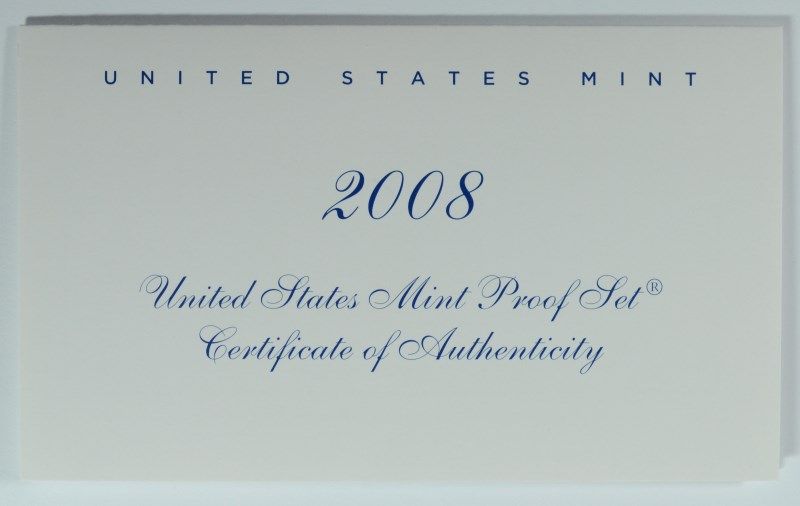 UNITED STATES MINT
2008
United States Mint Proof Set®
Certificate of Authenticity